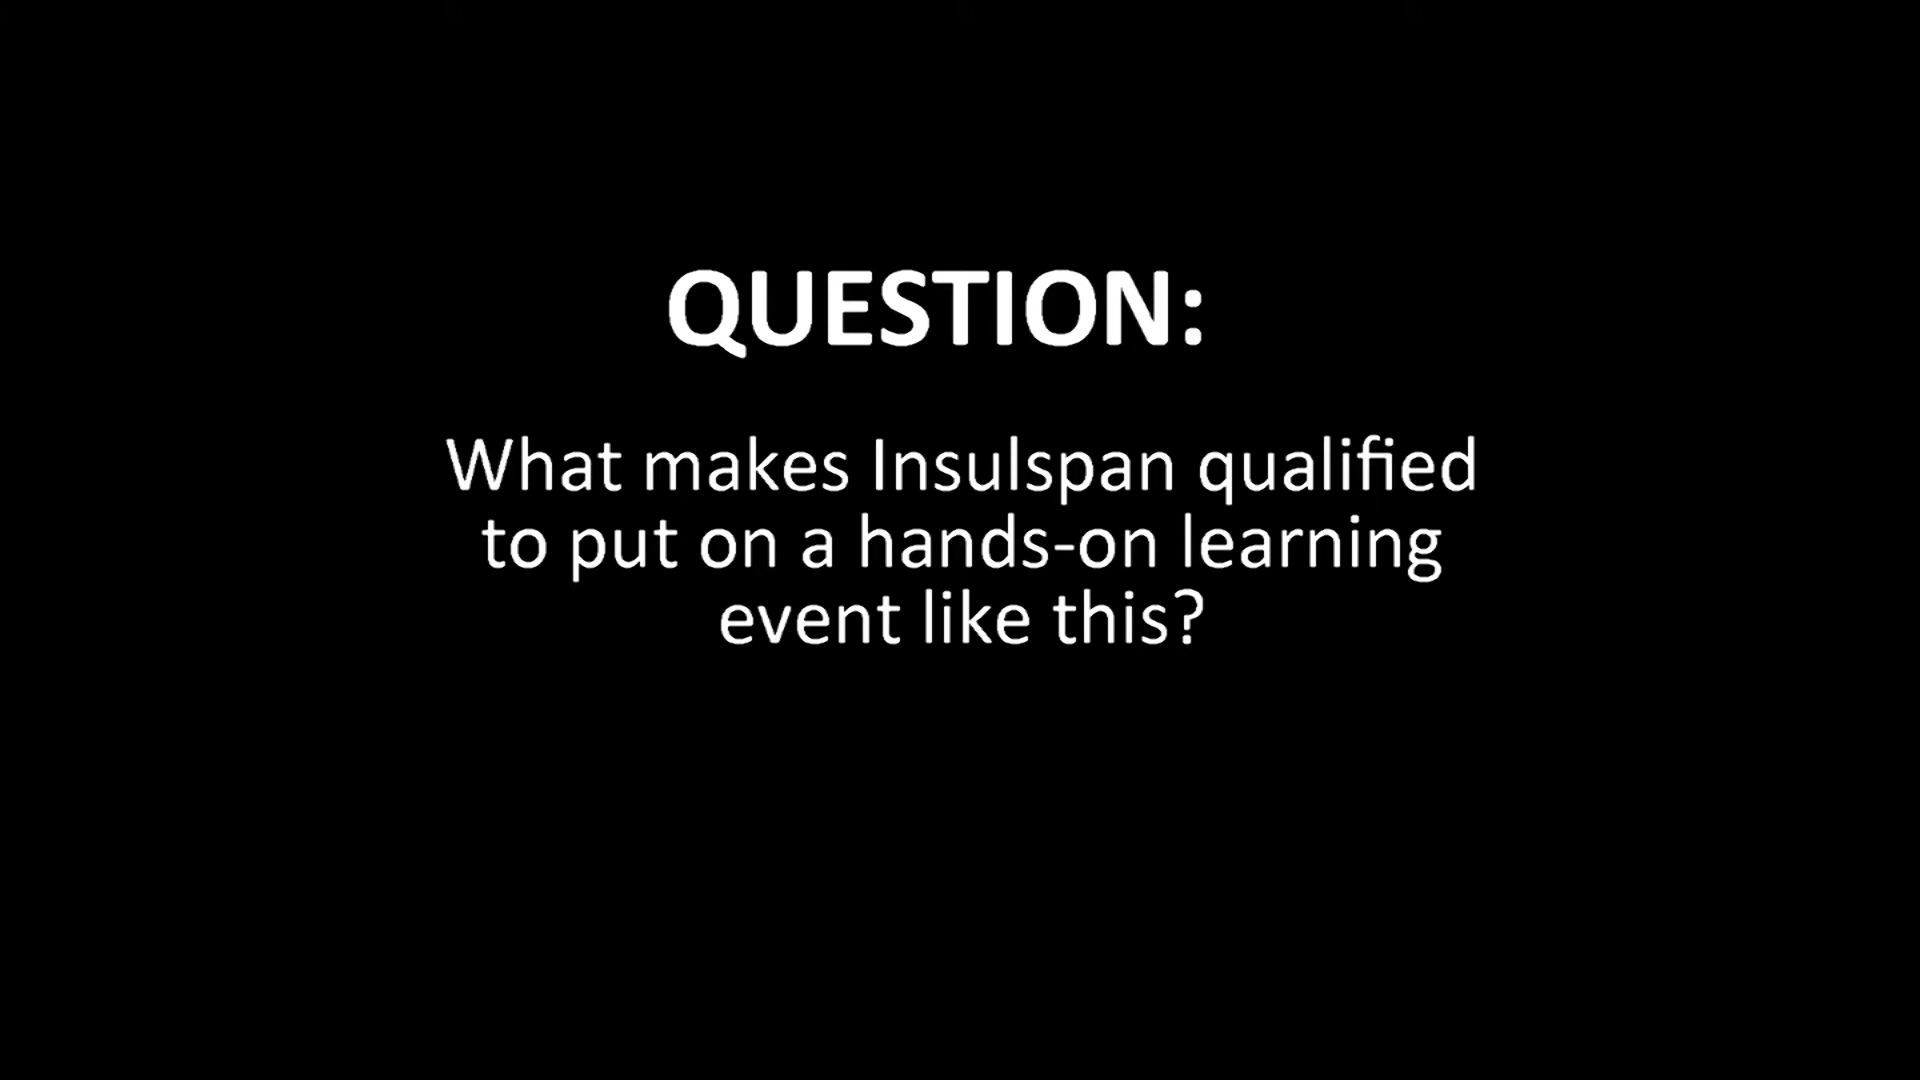 QUESTION:
What makes Insulspan qualified
to put on a hands-on learning
event like this?